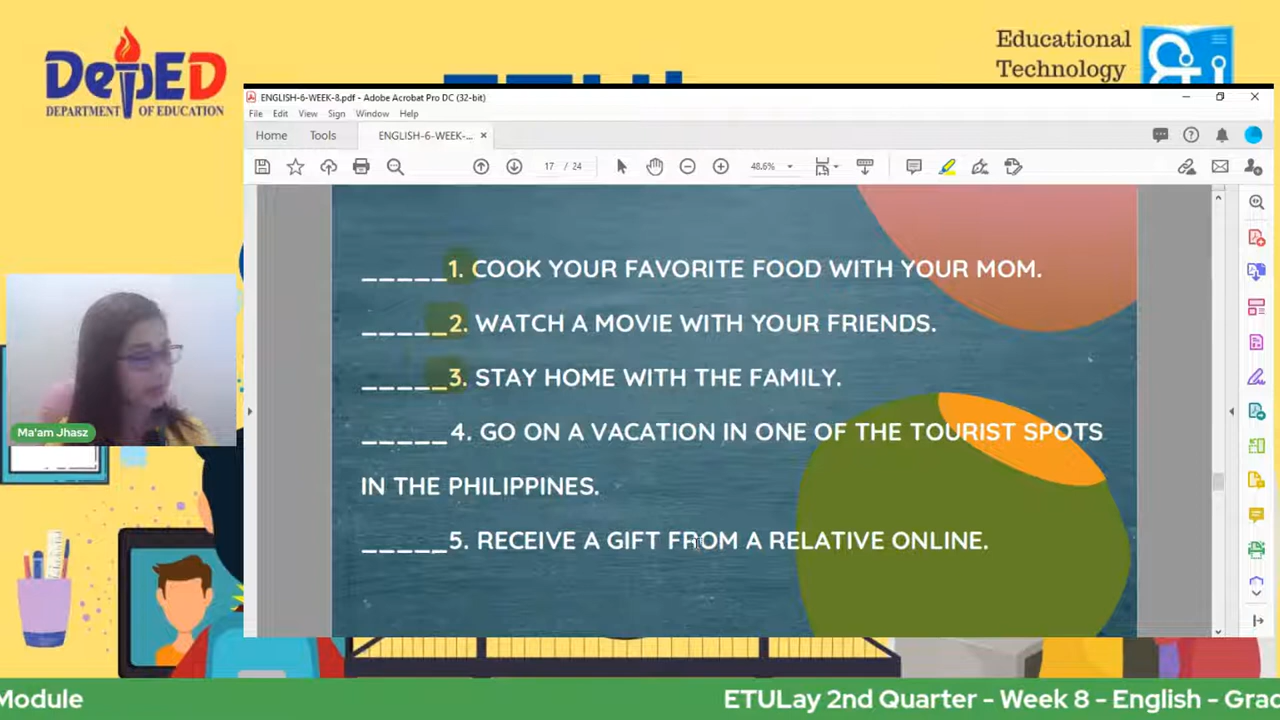 DepED
DEPARTMENT OF EDUCATION
Educational
Technology
ENGLISH-6-WEEK-8.pdf - Adobe Acrobat Pro DC (32-bit)
File Edit View Sign Window Help
Home Tools ENGLISH-6-WEEK-... ×
17 / 24 48.6%
_____1. COOK YOUR FAVORITE FOOD WITH YOUR MOM.
_____2. WATCH A MOVIE WITH YOUR FRIENDS.
_____3. STAY HOME WITH THE FAMILY.
_____4. GO ON A VACATION IN ONE OF THE TOURIST SPOTS
IN THE PHILIPPINES.
_____5. RECEIVE A GIFT FROM A RELATIVE ONLINE.
Ma'am Jhasz
Module ETULay 2nd Quarter - Week 8 - English - Grad